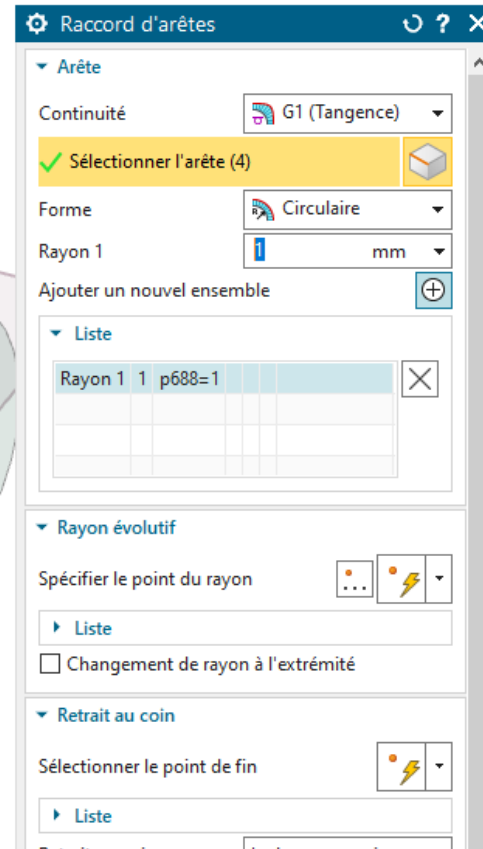 Raccord d'arêtes
Arête
Continuité G1 (Tangence)
Sélectionner l'arête (4)
Forme Circulaire
Rayon 1 1 mm
Ajouter un nouvel ensemble
Liste
Rayon 1 1 p688=1
Rayon évolutif
Spécifier le point du rayon
Liste
Changement de rayon à l'extrémité
Retrait au coin
Sélectionner le point de fin
Liste